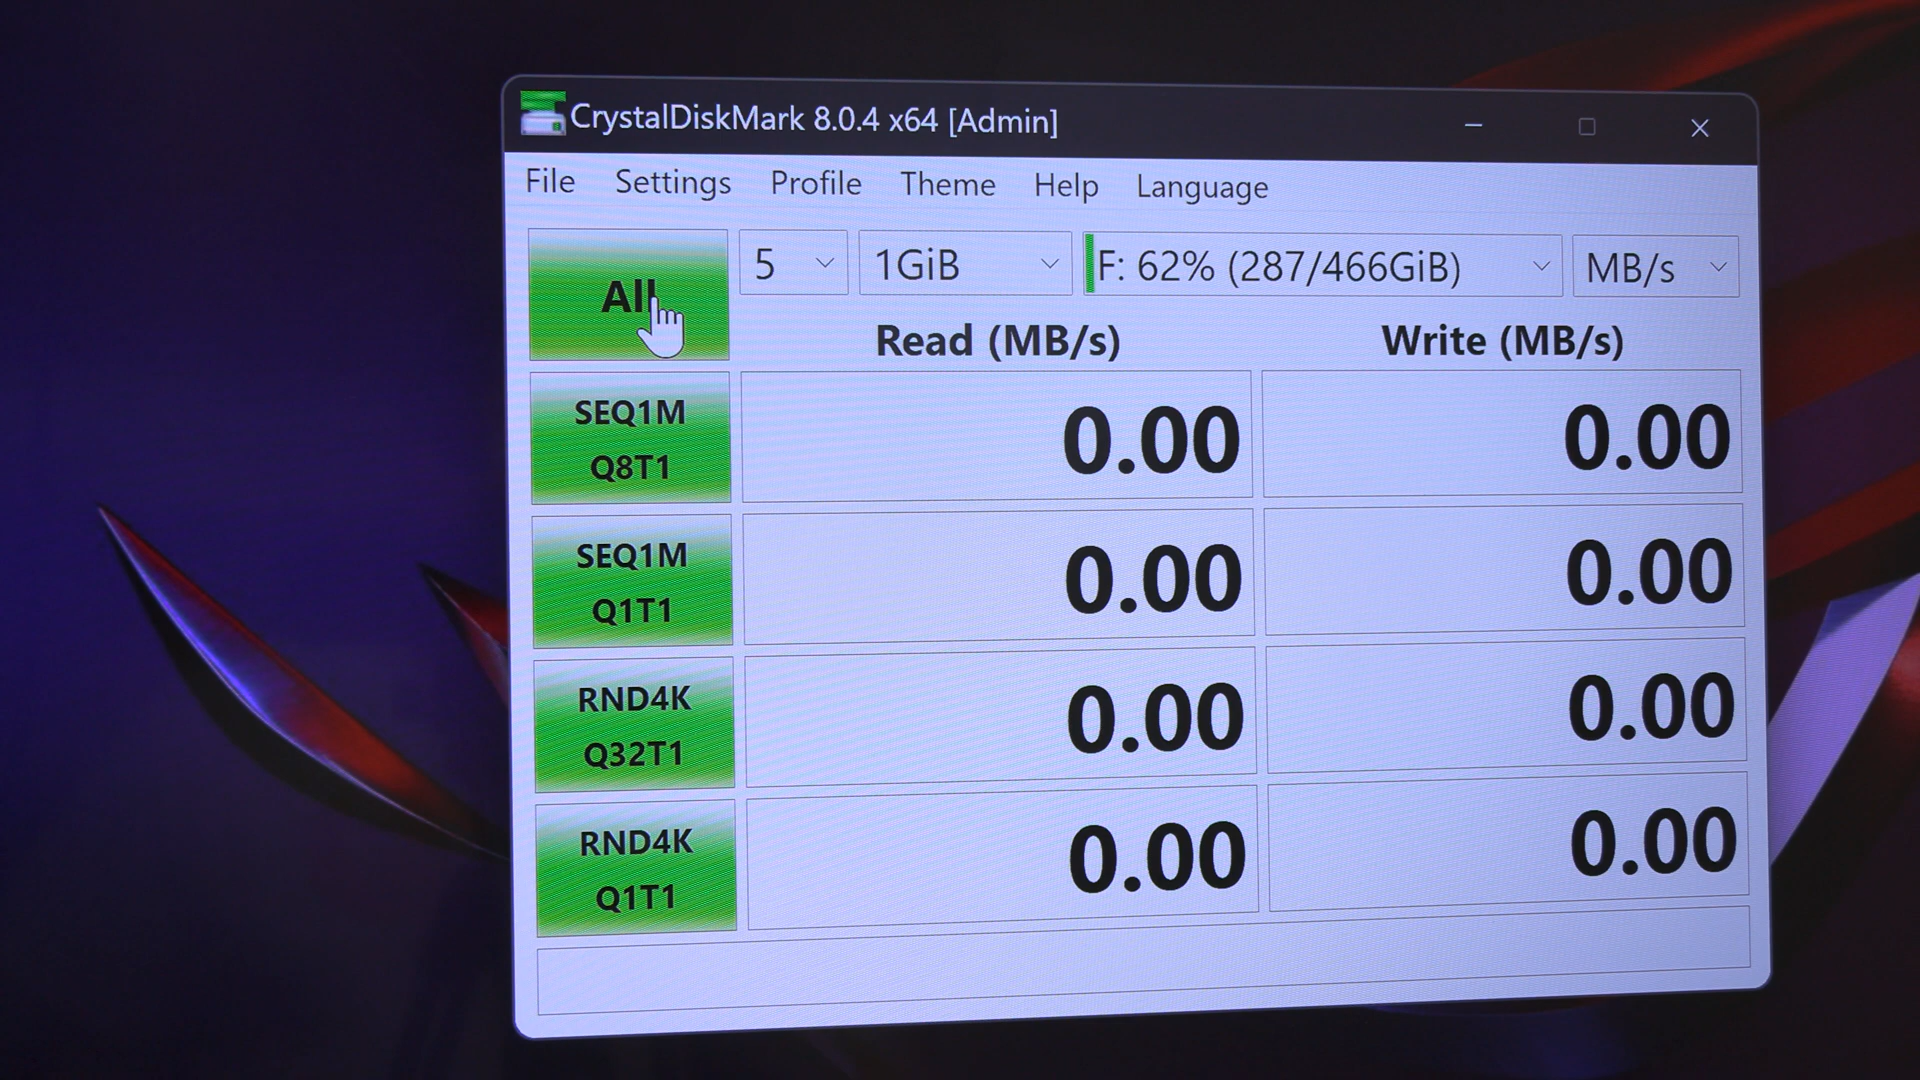 CrystalDiskMark 8.0.4 x64 [Admin]
File Settings Profile Theme Help Language
All 5 1GiB F: 62% (287/466GiB) MB/s
Read (MB/s) Write (MB/s)
SEQ1M
Q8T1
0.00 0.00
SEQ1M
Q1T1
0.00 0.00
RND4K
Q32T1
0.00 0.00
RND4K
Q1T1
0.00 0.00